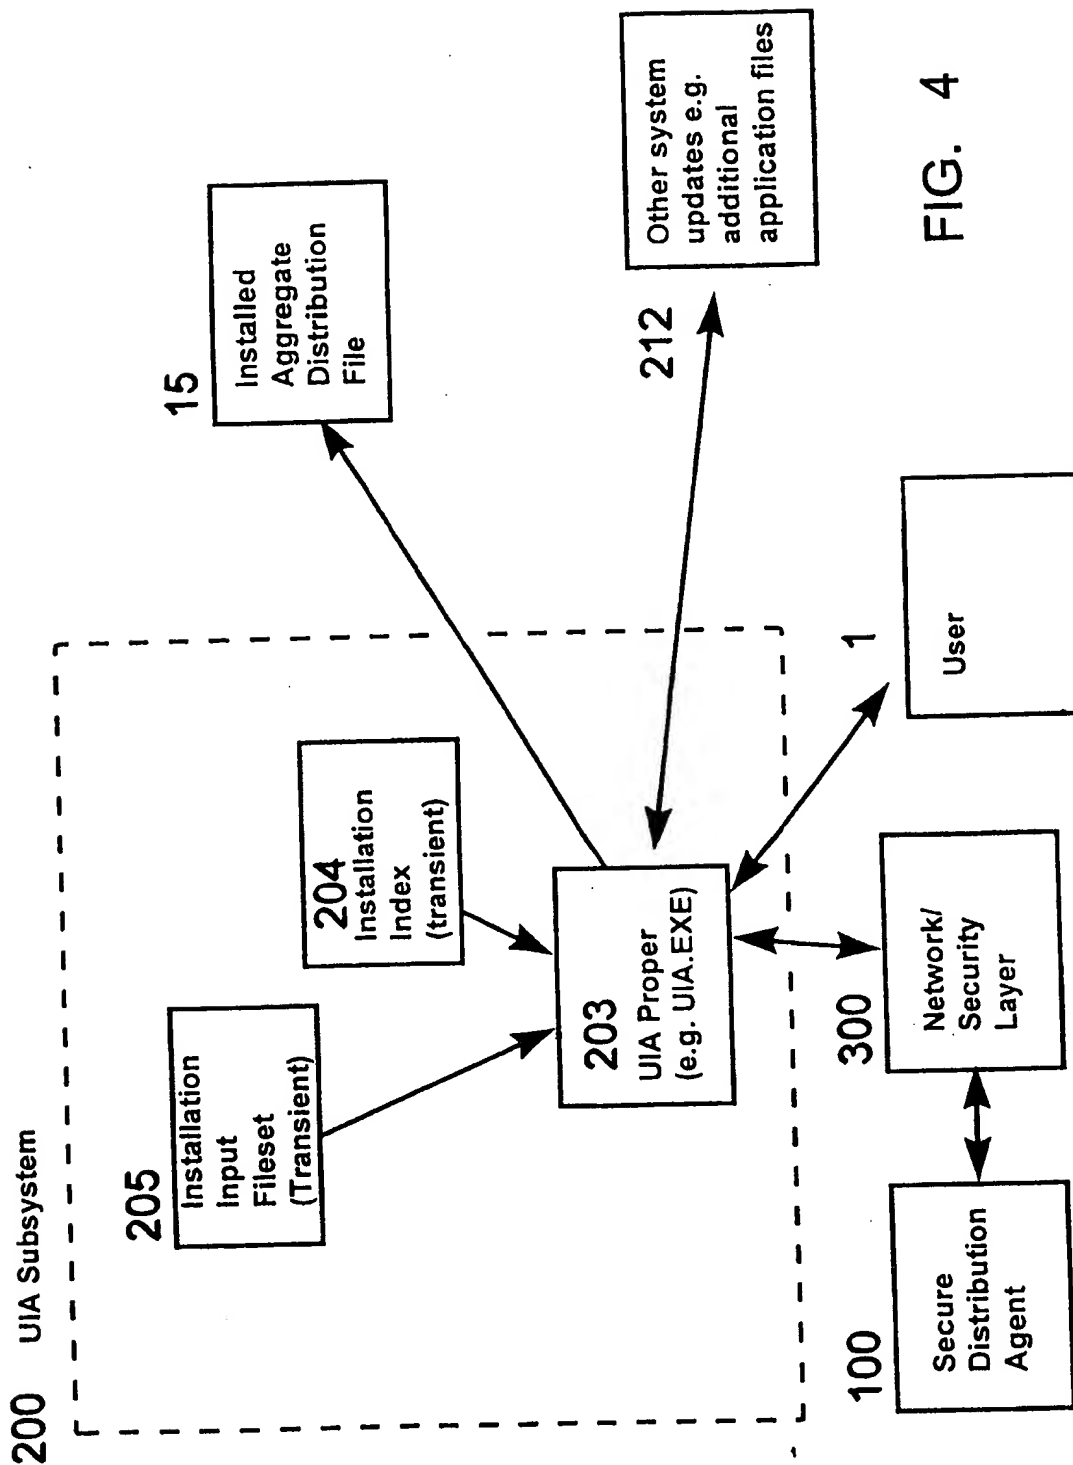 200 UIA Subsystem
205
Installation
Input
Fileset
(Transient)
204
Installation
Index
(transient)
15
Installed
Aggregate
Distribution
File
203
UIA Proper
(e.g. UIA.EXE)
212
Other system
updates e.g.
additional
application files
100
Secure
Distribution
Agent
300
Network/
Security
Layer
1
User
FIG. 4